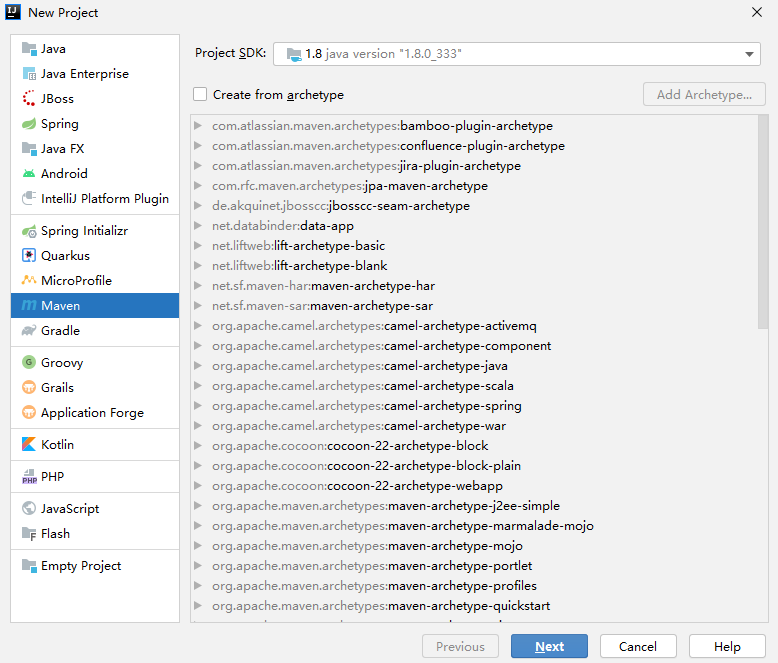 New Project
Java
Java Enterprise
JBoss
Spring
Java FX
Android
IntelliJ Platform Plugin
Spring Initializr
Quarkus
MicroProfile
Maven
Gradle
Groovy
Grails
Application Forge
Kotlin
PHP
JavaScript
Flash
Empty Project
Project SDK: 1.8 java version "1.8.0_333"
Create from archetype Add Archetype...
com.atlassian.maven.archetypes:bamboo-plugin-archetype
com.atlassian.maven.archetypes:confluence-plugin-archetype
com.atlassian.maven.archetypes:jira-plugin-archetype
com.rfc.maven.archetypes:jpa-maven-archetype
de.akquinet.jbosscc:jbosscc-seam-archetype
net.databinder:data-app
net.liftweb:lift-archetype-basic
net.liftweb:lift-archetype-blank
net.sf.maven-har:maven-archetype-har
net.sf.maven-sar:maven-archetype-sar
org.apache.camel.archetypes:camel-archetype-activemq
org.apache.camel.archetypes:camel-archetype-component
org.apache.camel.archetypes:camel-archetype-java
org.apache.camel.archetypes:camel-archetype-scala
org.apache.camel.archetypes:camel-archetype-spring
org.apache.camel.archetypes:camel-archetype-war
org.apache.cocoon:cocoon-22-archetype-block
org.apache.cocoon:cocoon-22-archetype-block-plain
org.apache.cocoon:cocoon-22-archetype-webapp
org.apache.maven.archetypes:maven-archetype-j2ee-simple
org.apache.maven.archetypes:maven-archetype-marmalade-mojo
org.apache.maven.archetypes:maven-archetype-mojo
org.apache.maven.archetypes:maven-archetype-portlet
org.apache.maven.archetypes:maven-archetype-profiles
org.apache.maven.archetypes:maven-archetype-quickstart
Previous Next Cancel Help